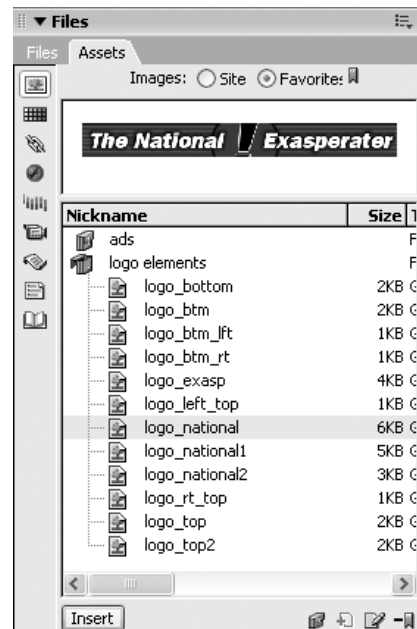 Files
Files Assets
Images: Site Favorites
The National Exasperater
Nickname Size T
ads F
logo elements F
logo_bottom 2KB G
logo_btm 2KB G
logo_btm_lft 1KB G
logo_btm_rt 1KB G
logo_exasp 4KB G
logo_left_top 1KB G
logo_national 6KB G
logo_national1 5KB G
logo_national2 3KB G
logo_rt_top 1KB G
logo_top 2KB G
logo_top2 2KB G
Insert